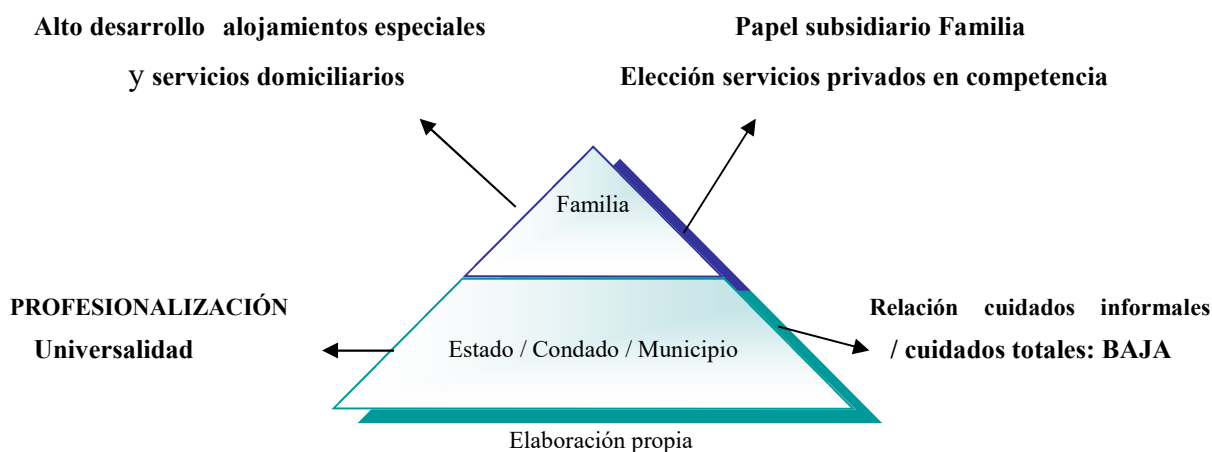 Alto desarrollo alojamientos especiales
y servicios domiciliarios
Papel subsidiario Familia
Elección servicios privados en competencia
Familia
PROFESIONALIZACIÓN
Universalidad
Estado / Condado / Municipio
Relación cuidados informales
/ cuidados totales: BAJA
Elaboración propia